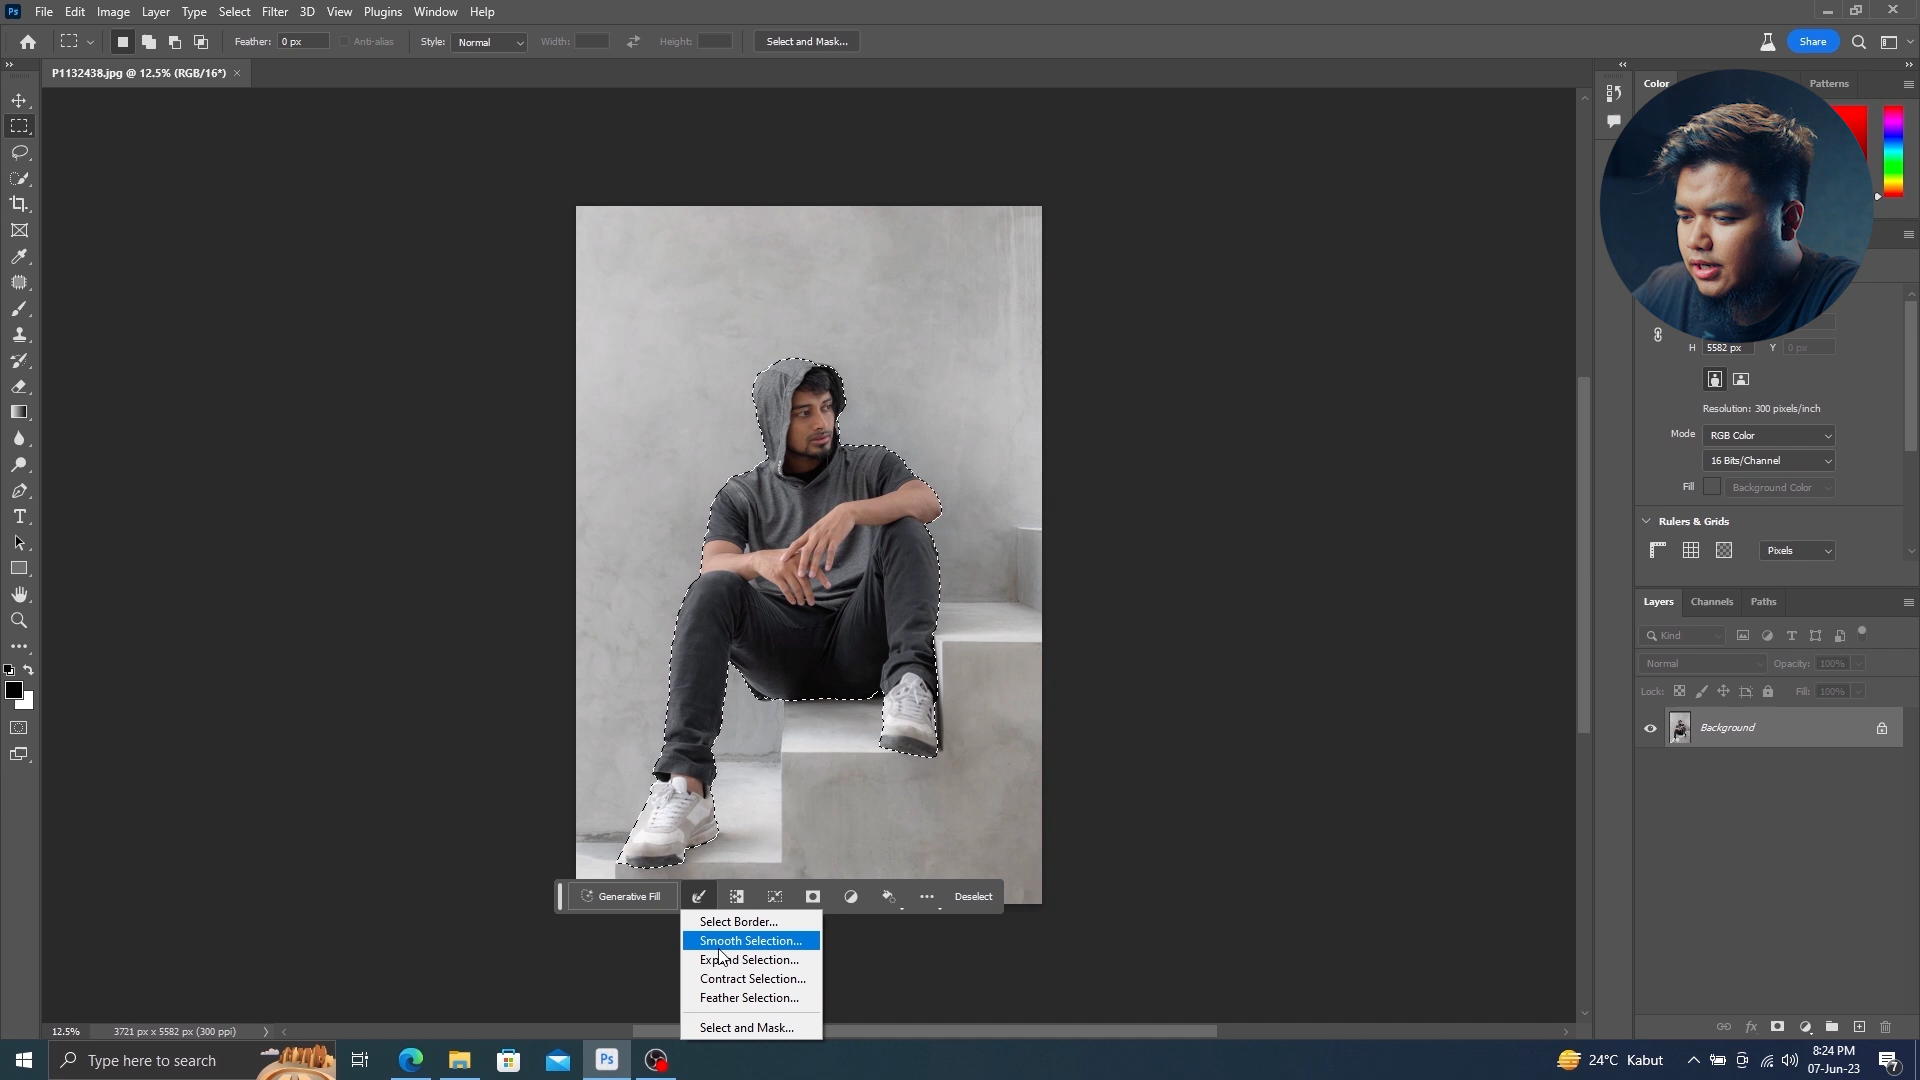 Ps File Edit Image Layer Type Select Filter 3D View Plugins Window Help
Feather: 0 px Anti-alias Style: Normal Width: Height: Select and Mask... Share
P1132438.jpg @ 12.5% (RGB/16*) ×
Color Patterns
H 5582 px Y 0 px
Resolution: 300 pixels/inch
Mode RGB Color
16 Bits/Channel
Fill Background Color
Rulers & Grids
Pixels
Layers Channels Paths
Kind
Normal Opacity: 100%
Lock: Fill: 100%
Background
Generative Fill Deselect
Select Border...
Smooth Selection...
Expand Selection...
Contract Selection...
Feather Selection...
Select and Mask...
12.5% 3721 px x 5582 px (300 ppi)
Type here to search Ps 24°C Kabut 8:24 PM
07-Jun-23 7